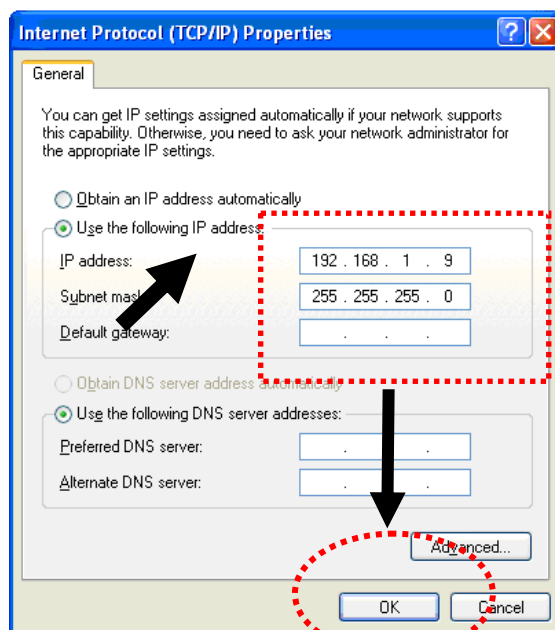 Internet Protocol (TCP/IP) Properties
General
You can get IP settings assigned automatically if your network supports
this capability. Otherwise, you need to ask your network administrator for
the appropriate IP settings.
Obtain an IP address automatically
Use the following IP address:
IP address: 192 . 168 . 1 . 9
Subnet mask: 255 . 255 . 255 . 0
Default gateway: . . .
Obtain DNS server address automatically
Use the following DNS server addresses:
Preferred DNS server: . . .
Alternate DNS server: . . .
Advanced...
OK Cancel